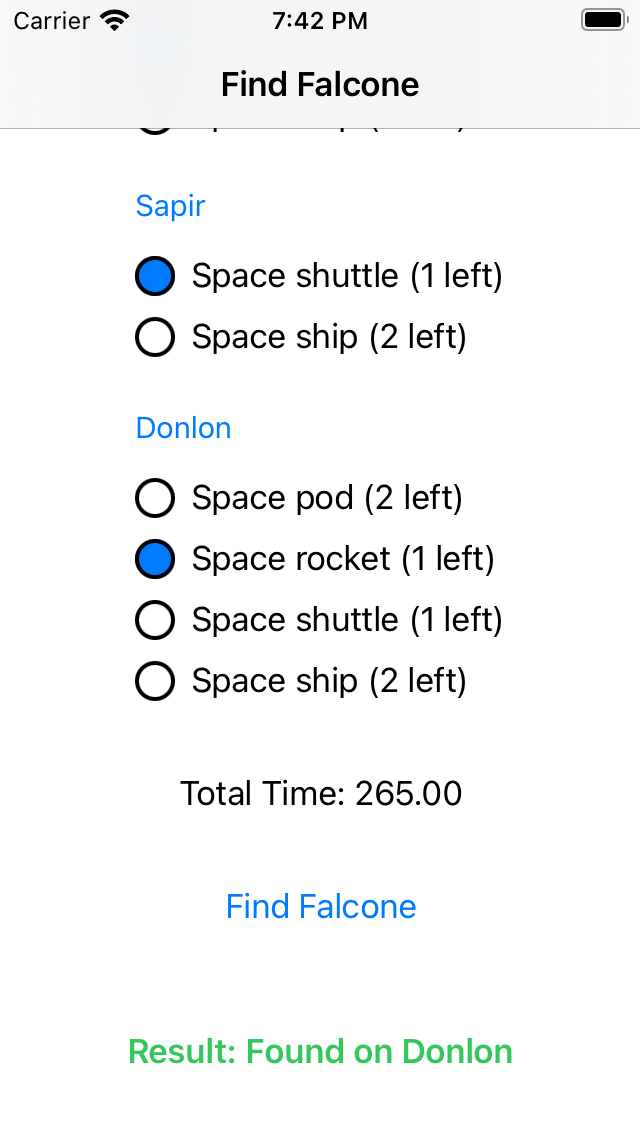 Carrier 7:42 PM
Find Falcone
Sapir
Space shuttle (1 left)
Space ship (2 left)
Donlon
Space pod (2 left)
Space rocket (1 left)
Space shuttle (1 left)
Space ship (2 left)
Total Time: 265.00
Find Falcone
Result: Found on Donlon